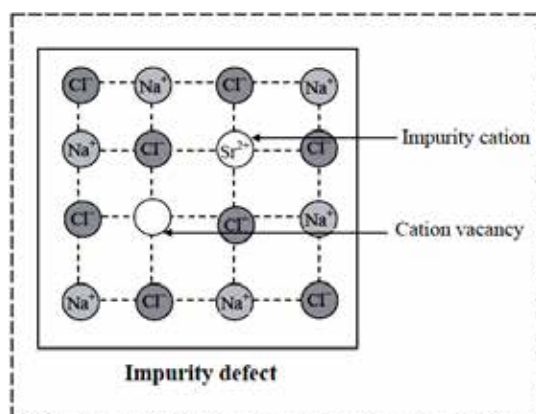 Cl⁻ Na⁺ Cl⁻ Na⁺
Na⁺ Cl⁻ Sr²⁺ Cl⁻
Impurity cation
Cl⁻ Cl⁻ Na⁺
Cation vacancy
Na⁺ Cl⁻ Na⁺ Cl⁻
Impurity defect